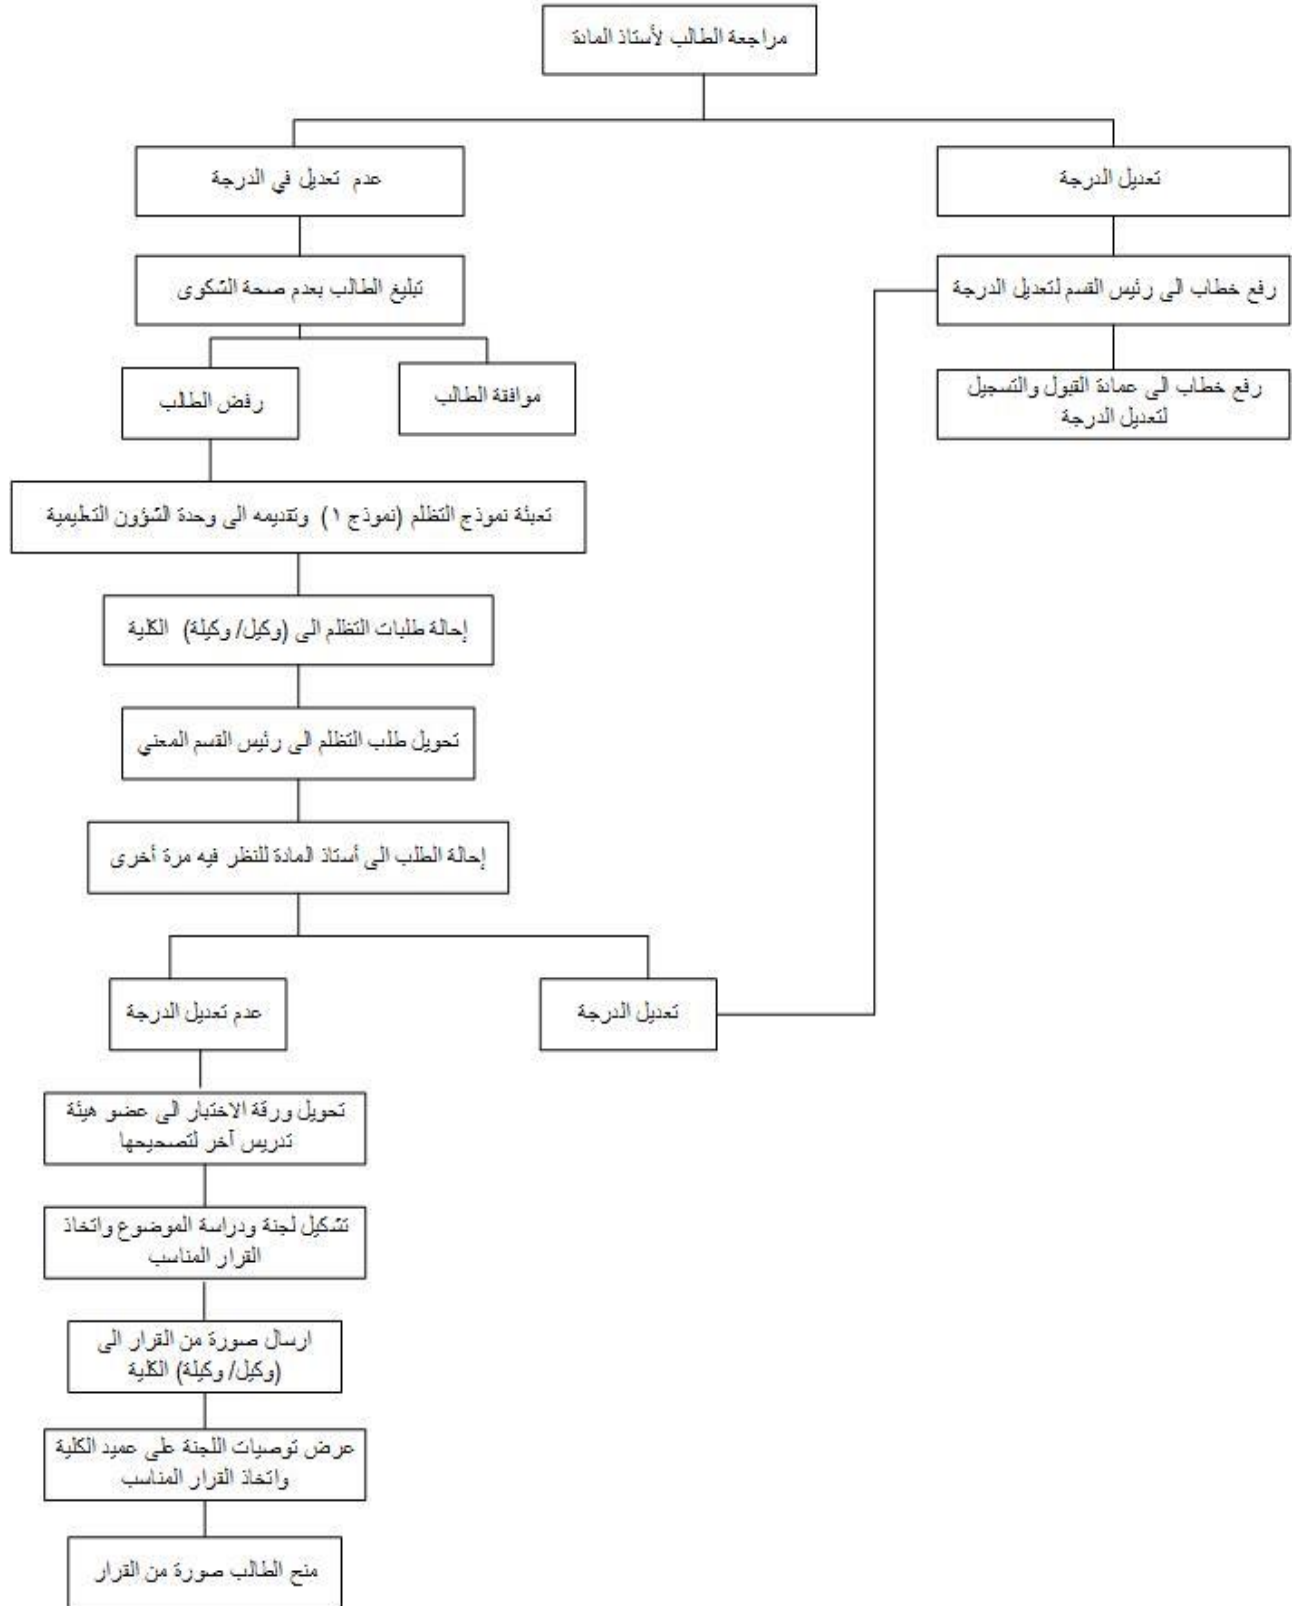 مراجعة الطالب لأستاذ المادة
تعديل الدرجة
عدم تعديل في الدرجة
رفع خطاب الى رئيس القسم لتعديل الدرجة
تبليغ الطالب بعدم صحة الشكوى
رفع خطاب الى عمادة القبول والتسجيل
لتعديل الدرجة
موافقة الطالب
رفض الطالب
تعبئة نموذج التظلم (نموذج ١) وتقديمه الى وحدة الشؤون التعليمية
إحالة طلبات التظلم الى (وكيل/ وكيلة) الكلية
تحويل طلب التظلم الى رئيس القسم المعني
إحالة الطلب الى أستاذ المادة للنظر فيه مرة أخرى
تعديل الدرجة
عدم تعديل الدرجة
تحويل ورقة الاختبار الى عضو هيئة
تدريس آخر لتصحيحها
تشكيل لجنة ودراسة الموضوع واتخاذ
القرار المناسب
ارسال صورة من القرار الى
(وكيل/ وكيلة) الكلية
عرض توصيات اللجنة على عميد الكلية
واتخاذ القرار المناسب
منح الطالب صورة من القرار